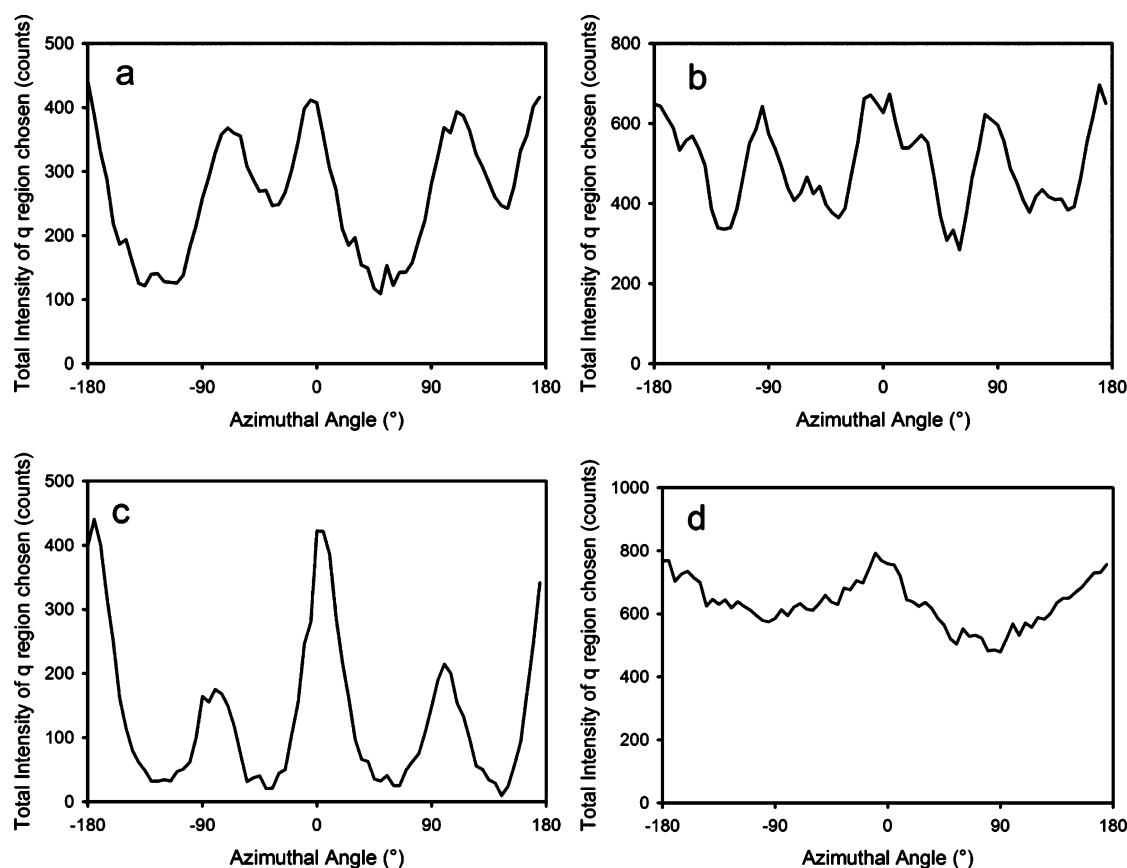 a
Total Intensity of q region chosen (counts)
500
400
300
200
100
0
-180 -90 0 90 180
Azimuthal Angle (°)
b
Total Intensity of q region chosen (counts)
800
600
400
200
0
-180 -90 0 90 180
Azimuthal Angle (°)
c
Total Intensity of q region chosen (counts)
500
400
300
200
100
0
-180 -90 0 90 180
Azimuthal Angle (°)
d
Total Intensity of q region chosen (counts)
1000
800
600
400
200
0
-180 -90 0 90 180
Azimuthal Angle (°)